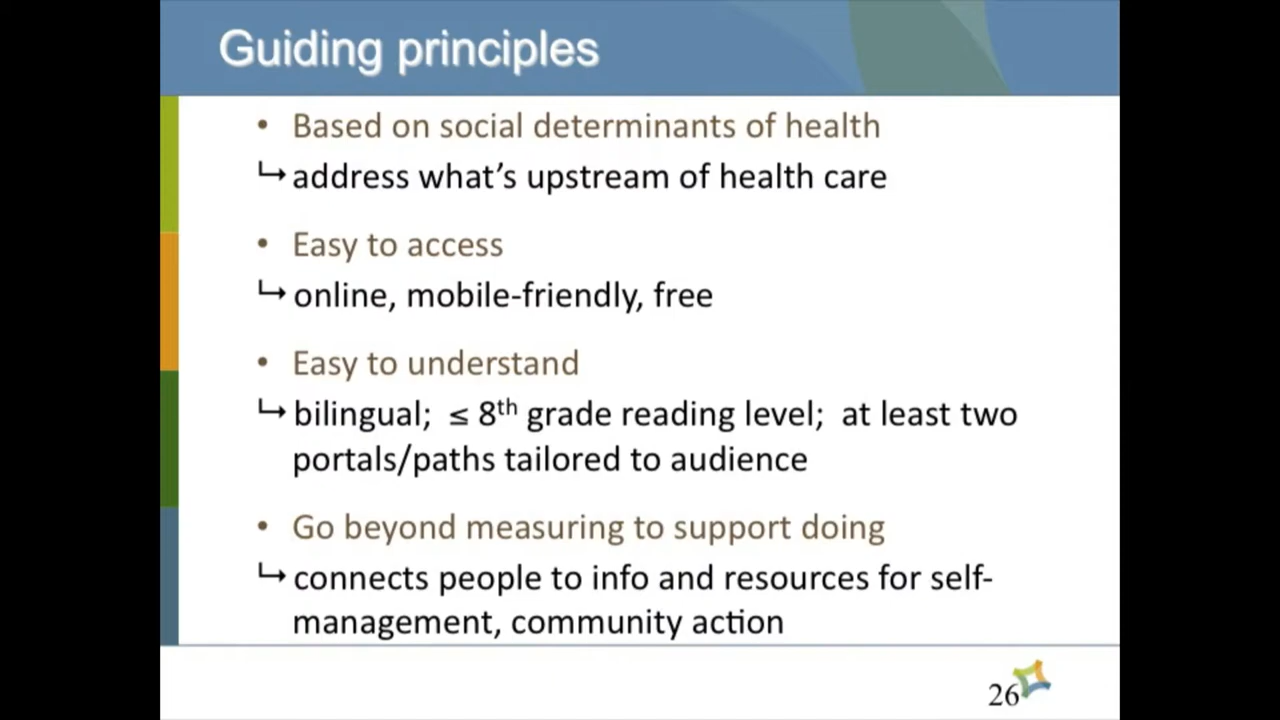 Guiding principles
• Based on social determinants of health
↳ address what's upstream of health care
• Easy to access
↳ online, mobile-friendly, free
• Easy to understand
↳ bilingual; ≤ 8th grade reading level; at least two
portals/paths tailored to audience
• Go beyond measuring to support doing
↳ connects people to info and resources for self-
management, community action
26